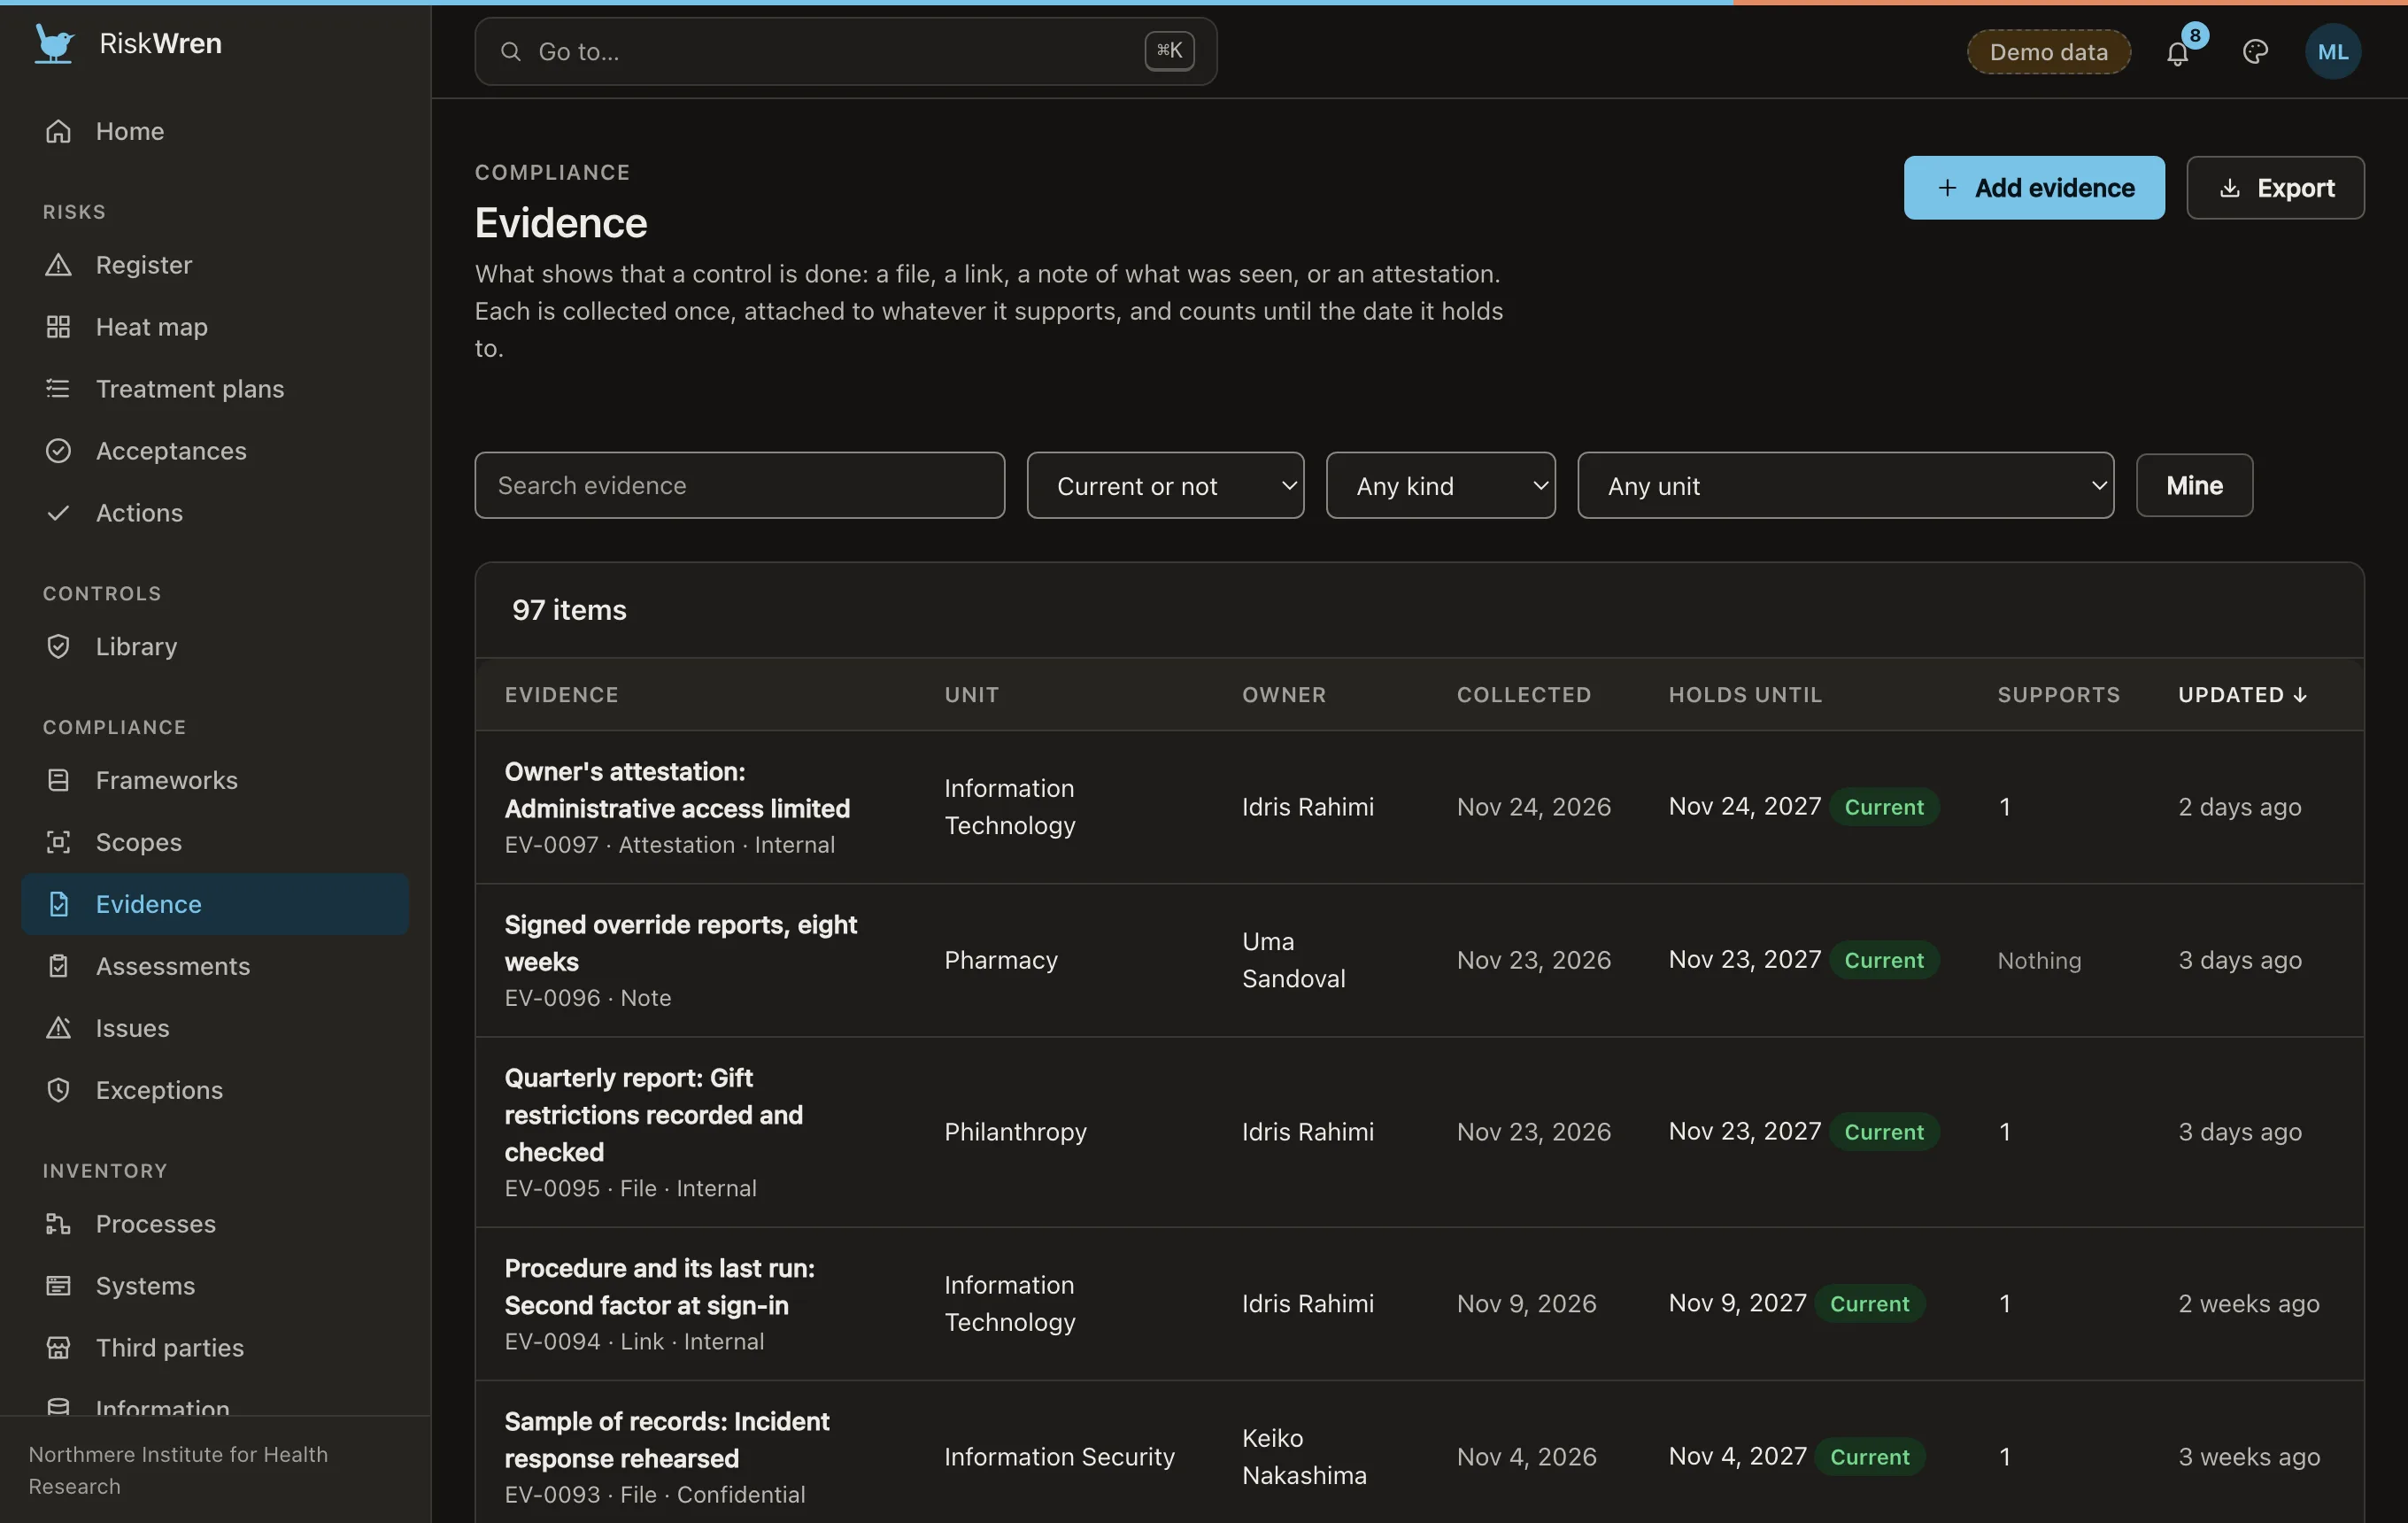 RiskWren
Go to...
⌘K
Demo data
8
ML
Home
RISKS
Register
Heat map
Treatment plans
Acceptances
Actions
CONTROLS
Library
COMPLIANCE
Frameworks
Scopes
Evidence
Assessments
Issues
Exceptions
INVENTORY
Processes
Systems
Third parties
Information
Northmere Institute for Health
Research
COMPLIANCE
Evidence
What shows that a control is done: a file, a link, a note of what was seen, or an attestation.
Each is collected once, attached to whatever it supports, and counts until the date it holds
to.
Add evidence
Export
Search evidence
Current or not
Any kind
Any unit
Mine
97 items
EVIDENCE UNIT OWNER COLLECTED HOLDS UNTIL SUPPORTS UPDATED ↓
Owner's attestation:
Administrative access limited
EV-0097 · Attestation · Internal
Information
Technology
Idris Rahimi
Nov 24, 2026
Nov 24, 2027 Current
1
2 days ago
Signed override reports, eight
weeks
EV-0096 · Note
Pharmacy
Uma
Sandoval
Nov 23, 2026
Nov 23, 2027 Current
Nothing
3 days ago
Quarterly report: Gift
restrictions recorded and
checked
EV-0095 · File · Internal
Philanthropy
Idris Rahimi
Nov 23, 2026
Nov 23, 2027 Current
1
3 days ago
Procedure and its last run:
Second factor at sign-in
EV-0094 · Link · Internal
Information
Technology
Idris Rahimi
Nov 9, 2026
Nov 9, 2027 Current
1
2 weeks ago
Sample of records: Incident
response rehearsed
EV-0093 · File · Confidential
Information Security
Keiko
Nakashima
Nov 4, 2026
Nov 4, 2027 Current
1
3 weeks ago